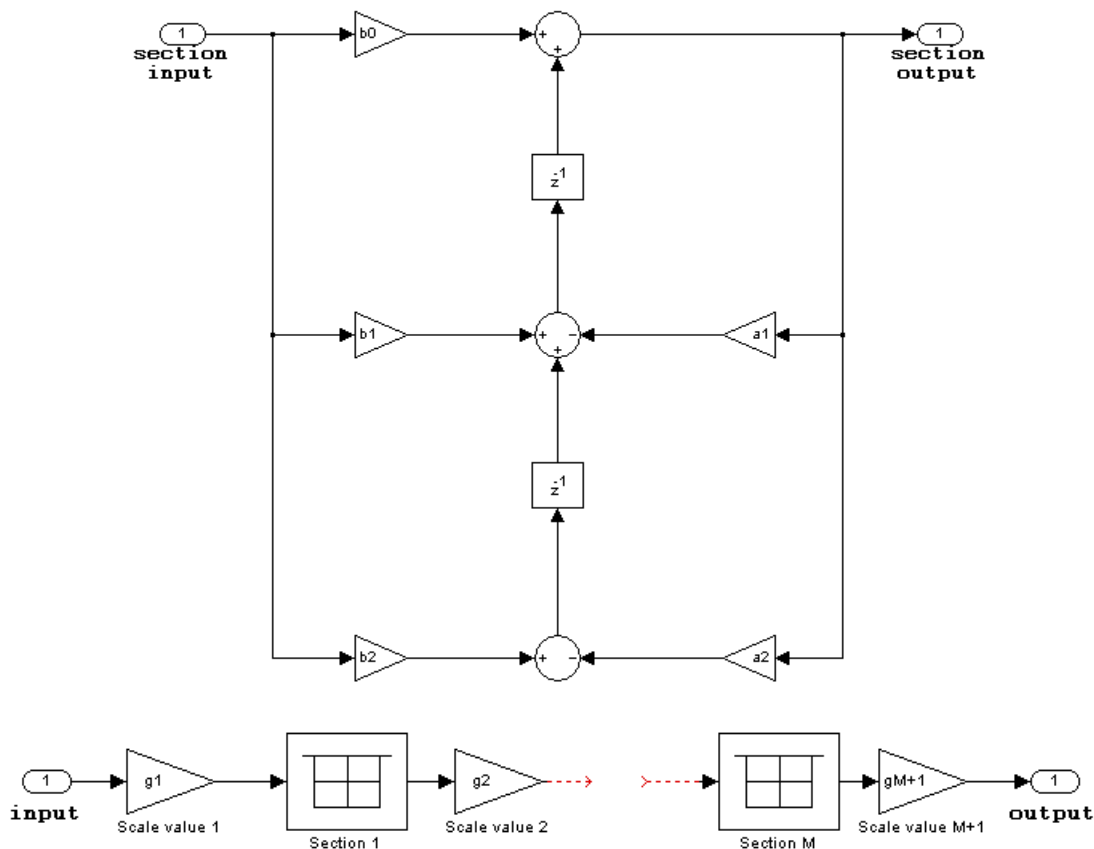 1 b0 + + 1
section input
section output
z-1
b1 + − + a1
z-1
b2 + − a2
1 g1 g2 gM+1 1
input
output
Scale value 1
Section 1
Scale value 2
Section M
Scale value M+1